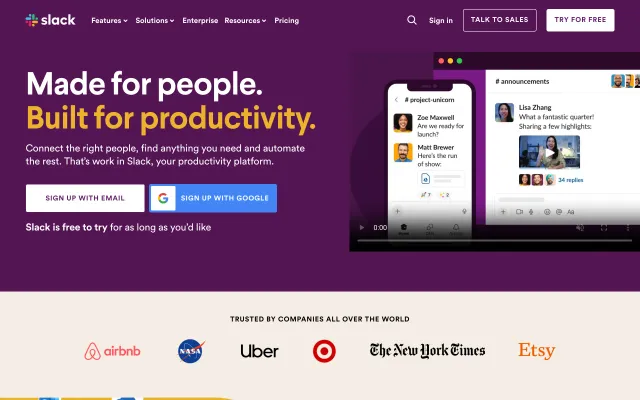 slack
Features
Solutions
Enterprise
Resources
Pricing
Sign in
TALK TO SALES
TRY FOR FREE
Made for people.
Built for productivity.
Connect the right people, find anything you need and automate
the rest. That's work in Slack, your productivity platform.
SIGN UP WITH EMAIL
SIGN UP WITH GOOGLE
Slack is free to try for as long as you'd like
# project-unicorn
Zoe Maxwell
Are we ready for
launch?
Matt Brewer
Here's the run
of show:
# announcements
Lisa Zhang
What a fantastic quarter!
Sharing a few highlights:
34 replies
Aa
0:00
TRUSTED BY COMPANIES ALL OVER THE WORLD
airbnb
NASA
Uber
The New York Times
Etsy